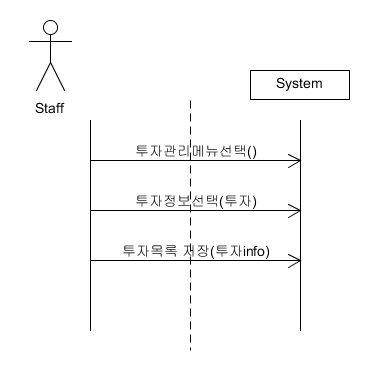 System
Staff
투자관리메뉴선택()
투자정보선택(투자)
투자목록 저장(투자info)